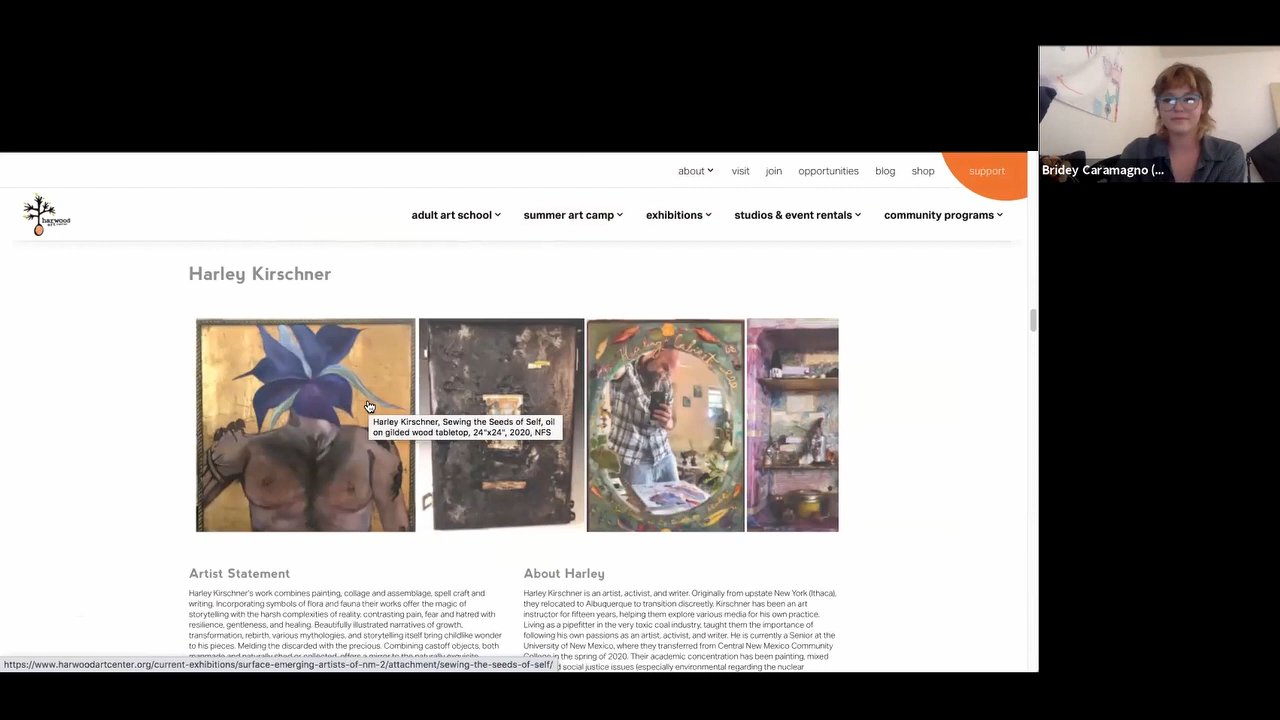 about visit join opportunities blog shop support
harwood
art center
adult art school summer art camp exhibitions studios & event rentals community programs
Harley Kirschner
Harley Kirschner, Sewing the Seeds of Self, oil
on gilded wood tabletop, 24"x24", 2020, NFS
Artist Statement
Harley Kirschner's work combines painting, collage and assemblage, spell craft and
writing. Incorporating symbols of flora and fauna their works offer the magic of
storytelling with the harsh complexities of reality, contrasting pain, fear and hatred with
resilience, gentleness, and healing. Beautifully illustrated narratives of growth,
transformation, rebirth, various mythologies, and storytelling itself bring childlike wonder
to his pieces. Melding the discarded with the precious. Combining castoff objects, both
About Harley
Harley Kirschner is an artist, activist, and writer. Originally from upstate New York (Ithaca),
they relocated to Albuquerque to transition discreetly. Kirschner has been an art
instructor for fifteen years, helping them explore various media for his own practice.
Living as a pipefitter in the very toxic coal industry, taught them the importance of
following his own passions as an artist, activist, and writer. He is currently a Senior at the
University of New Mexico, where they transferred from Central New Mexico Community
College in the spring of 2020. Their academic concentration has been painting, mixed
social justice issues (especially environmental regarding the nuclear
https://www.harwoodartcenter.org/current-exhibitions/surface-emerging-artists-of-nm-2/attachment/sewing-the-seeds-of-self/
Bridey Caramagno (...